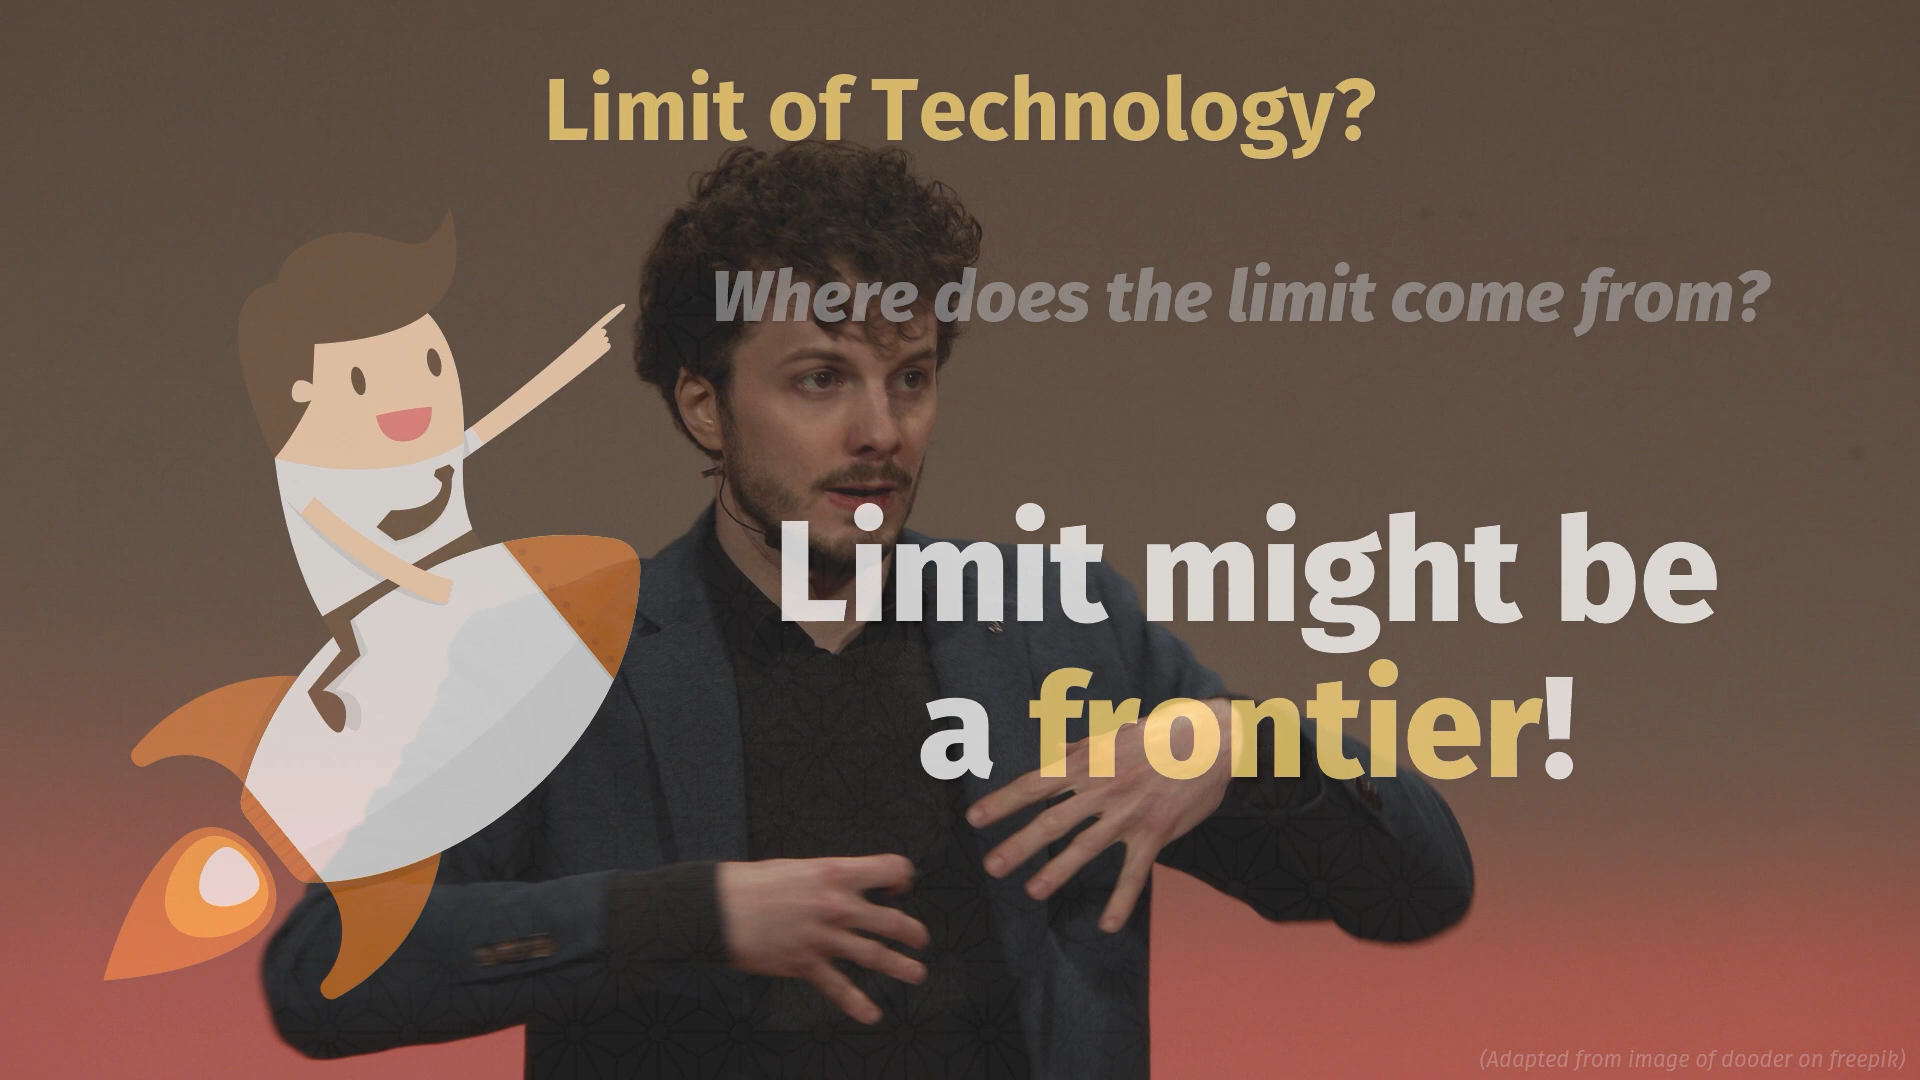 Limit of Technology?
Where does the limit come from?
Limit might be
a frontier!
(Adapted from image of dooder on freepik)